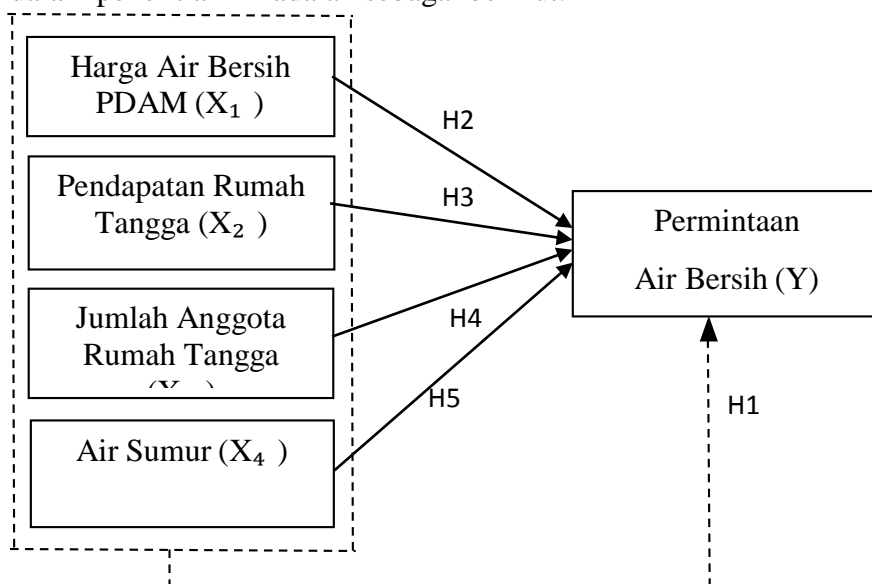 Harga Air Bersih
PDAM (X₁ )
H2
Pendapatan Rumah
Tangga (X₂ )
H3
Permintaan
Air Bersih (Y)
Jumlah Anggota
Rumah Tangga
H4
H5
Air Sumur (X₄ )
H1